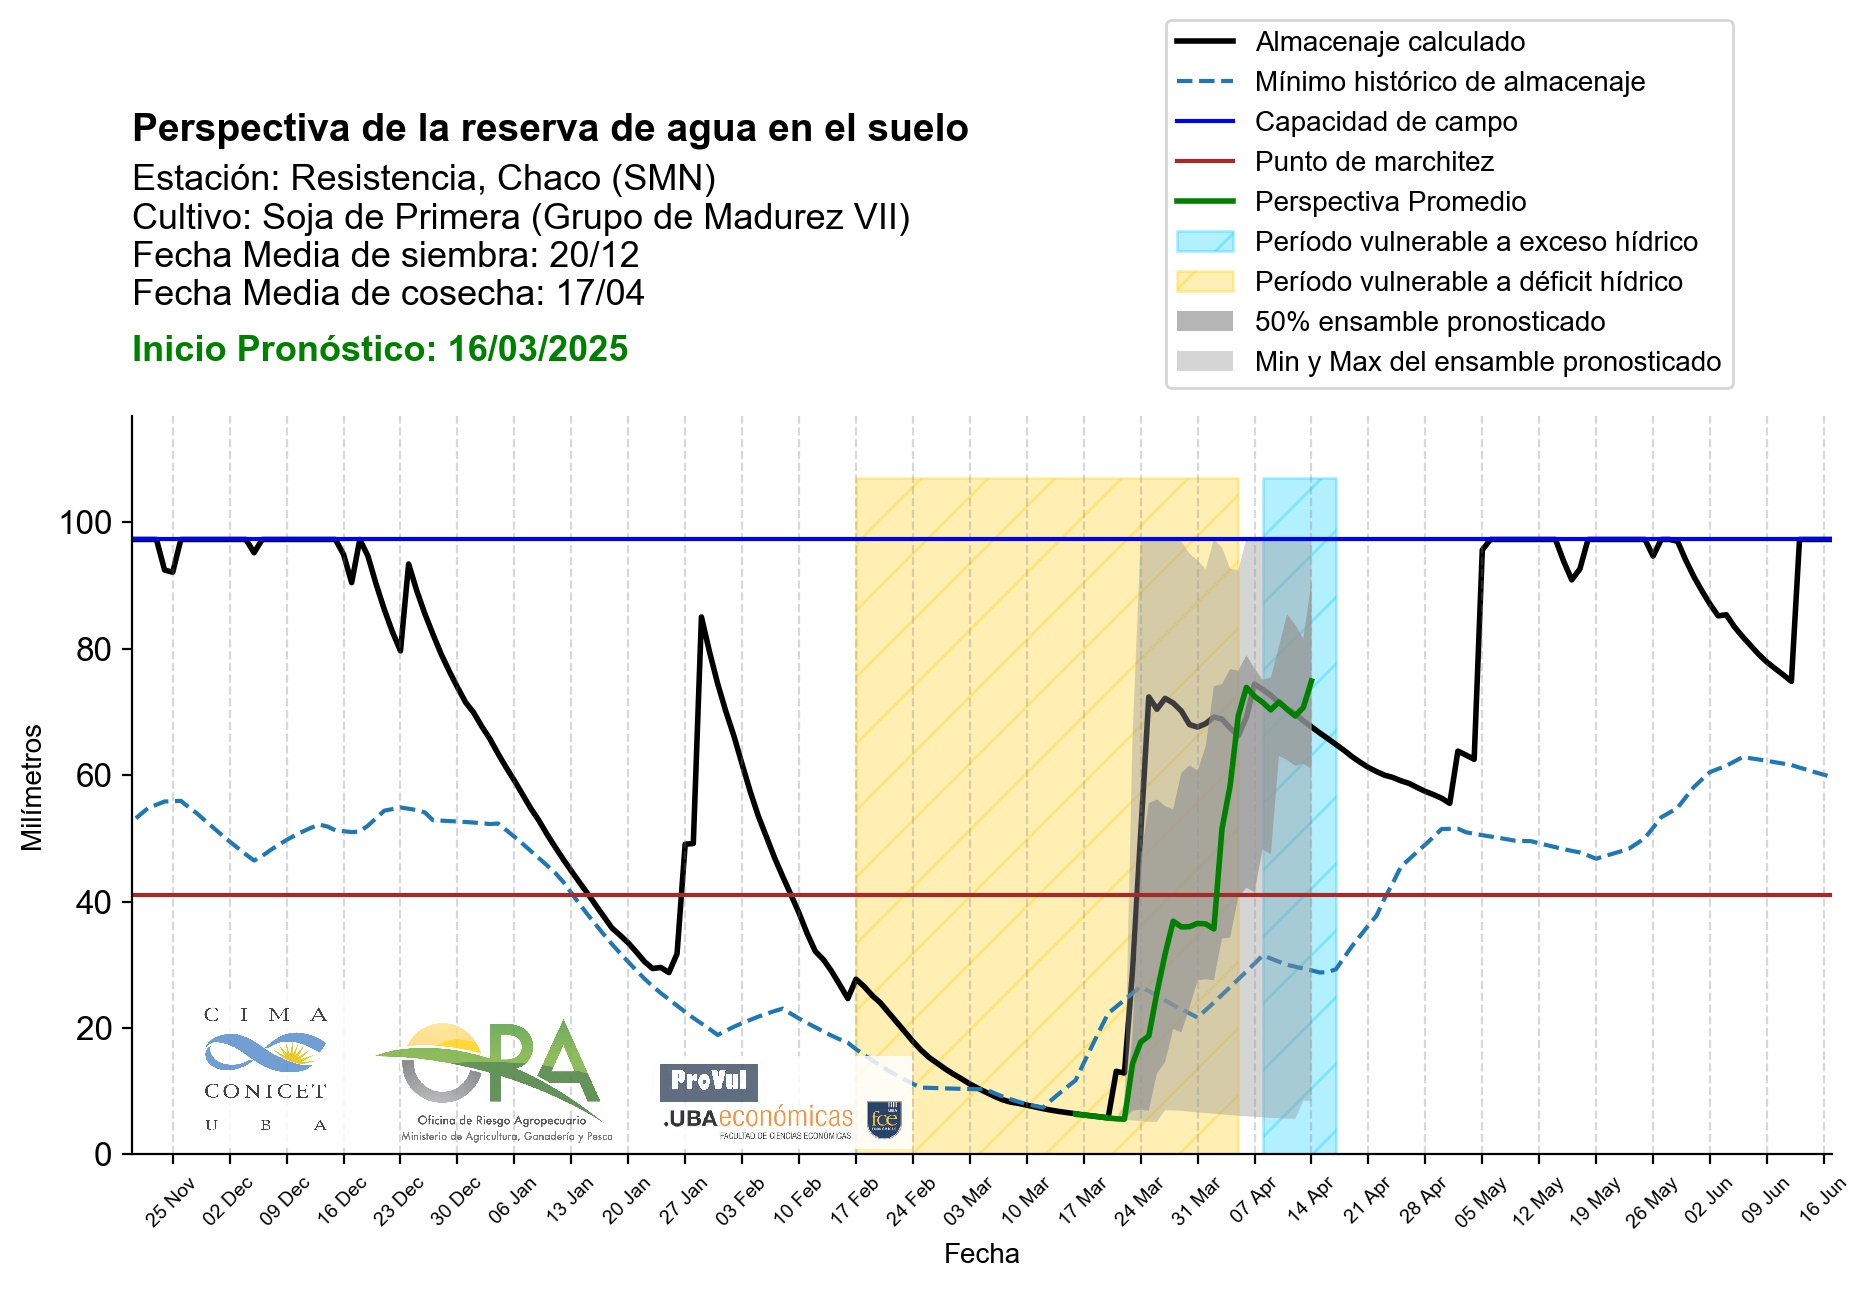 Almacenaje calculado
Mínimo histórico de almacenaje
Capacidad de campo
Punto de marchitez
Perspectiva Promedio
Período vulnerable a exceso hídrico
Período vulnerable a déficit hídrico
50% ensamble pronosticado
Min y Max del ensamble pronosticado
Perspectiva de la reserva de agua en el suelo
Estación: Resistencia, Chaco (SMN)
Cultivo: Soja de Primera (Grupo de Madurez VII)
Fecha Media de siembra: 20/12
Fecha Media de cosecha: 17/04
Inicio Pronóstico: 16/03/2025
Milímetros
100
80
60
40
20
0
CIMA
CONICET
UBA
ORA
Oficina de Riesgo Agropecuario
Ministerio de Agricultura, Ganadería y Pesca
ProVul
.UBAeconómicas
FACULTAD DE CIENCIAS ECONÓMICAS
UBA
fce
25 Nov
02 Dec
09 Dec
16 Dec
23 Dec
30 Dec
06 Jan
13 Jan
20 Jan
27 Jan
03 Feb
10 Feb
17 Feb
24 Feb
03 Mar
10 Mar
17 Mar
24 Mar
31 Mar
07 Apr
14 Apr
21 Apr
28 Apr
05 May
12 May
19 May
26 May
02 Jun
09 Jun
16 Jun
Fecha